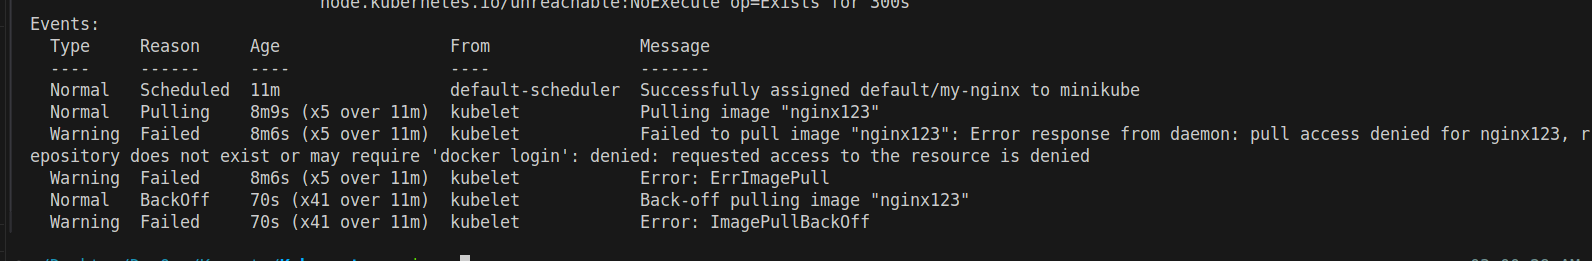 node.kubernetes.io/unreachable:NoExecute op=Exists for 300s
Events:
Type Reason Age From Message
---- ------ ---- ---- -------
Normal Scheduled 11m default-scheduler Successfully assigned default/my-nginx to minikube
Normal Pulling 8m9s (x5 over 11m) kubelet Pulling image "nginx123"
Warning Failed 8m6s (x5 over 11m) kubelet Failed to pull image "nginx123": Error response from daemon: pull access denied for nginx123, r
epository does not exist or may require 'docker login': denied: requested access to the resource is denied
Warning Failed 8m6s (x5 over 11m) kubelet Error: ErrImagePull
Normal BackOff 70s (x41 over 11m) kubelet Back-off pulling image "nginx123"
Warning Failed 70s (x41 over 11m) kubelet Error: ImagePullBackOff